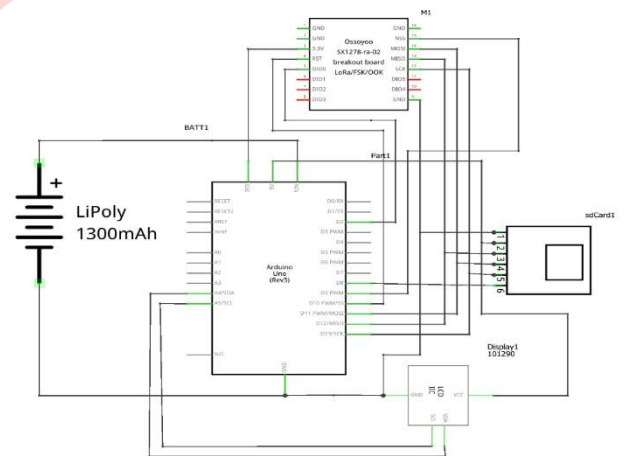 M1
GND
GND
3.3V
RST
DIO0
DIO1
DIO2
DIO3
Ossoyoo
SX1278-ra-02
breakout board
LoRa/FSK/OOK
GND
NSS
MOSI
MISO
SCK
DIO5
DIO4
GND
BATT1
Part1
+
LiPoly
1300mAh
3V3
5V
VIN
RESET
RESET2
AREF
A0
A1
A2
A3
A4/SDA
A5/SCL
N/C
Arduino
Uno
(Rev3)
D0/RX
D1/TX
D2
D3 PWM
D4
D5 PWM
D6 PWM
D7
D8
D9 PWM
D10 PWM/SS
D11 PWM/MOSI
D12/MISO
D13/SCK
GND
sdCard1
1
2
3
4
5
6
Display1
101290
LCD
IIC
VCC
SDA